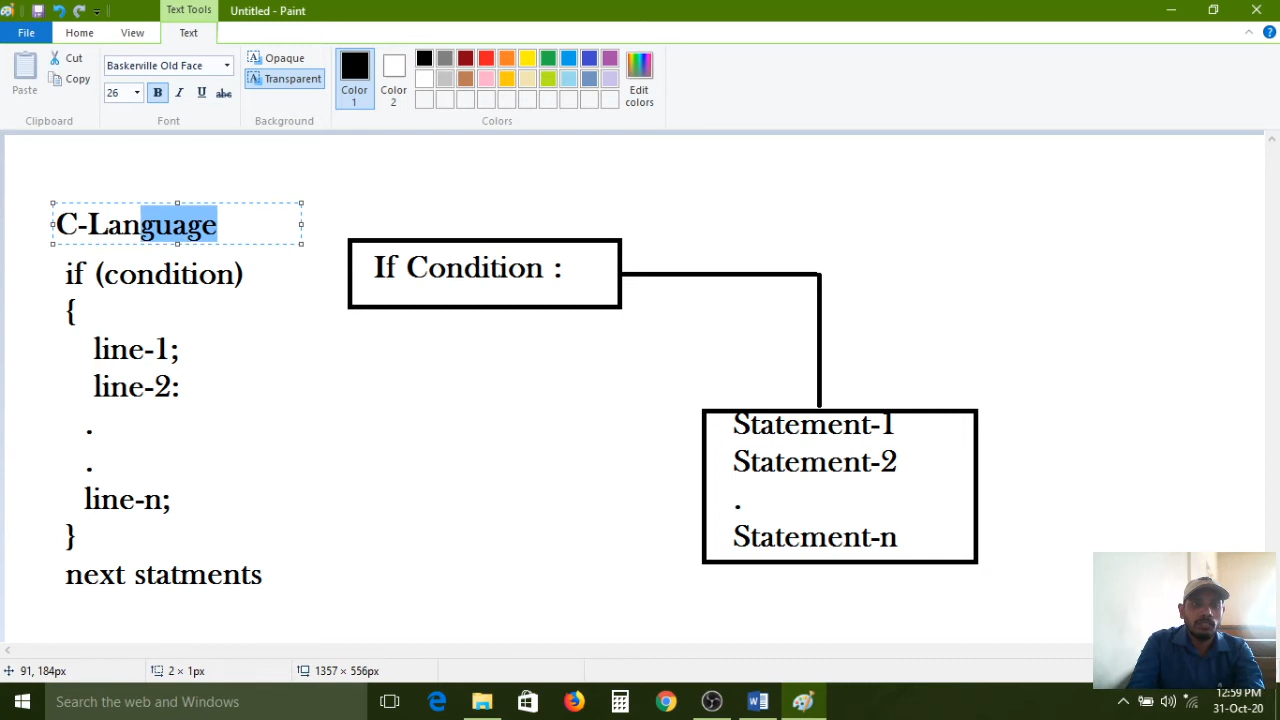 Text Tools
Untitled - Paint
File
Home
View
Text
Paste
Cut
Copy
Clipboard
Baskerville Old Face
26
B
I
U
abc
Font
Opaque
Transparent
Background
Color
1
Color
2
Edit
colors
Colors
C-Language
if (condition)
{
line-1;
line-2:
.
.
line-n;
}
next statments
If Condition :
Statement-1
Statement-2
.
Statement-n
91, 184px
2 × 1px
1357 × 556px
Search the web and Windows
12:59 PM
31-Oct-20